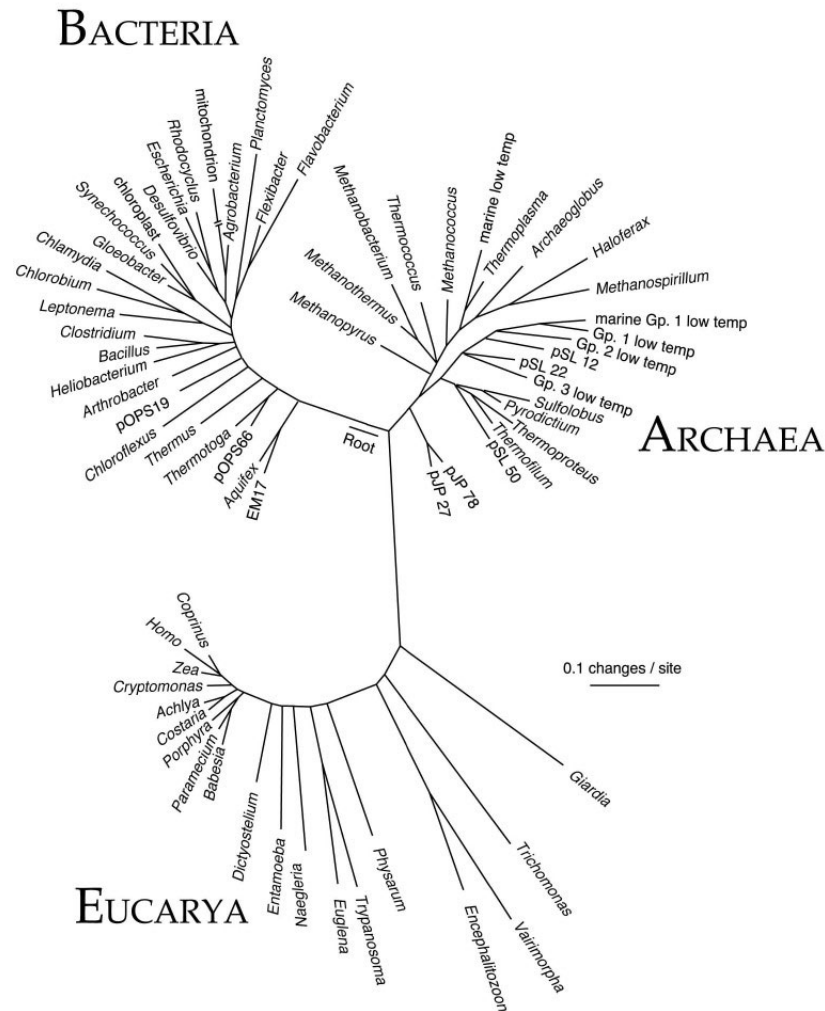 BACTERIA
Flavobacterium
Flexibacter
Planctomyces
Agrobacterium
mitochondrion
Rhodocyclus
Escherichia
Desulfovibrio
chloroplast
Synechococcus
Gloeobacter
Chlamydia
Chlorobium
Leptonema
Clostridium
Bacillus
Heliobacterium
Arthrobacter
pOPS19
Chloroflexus
Thermus
Thermotoga
pOPS66
Aquifex
EM17
Root
ARCHAEA
Methanopyrus
Methanothermus
Methanobacterium
Thermococcus
Methanococcus
marine low temp
Thermoplasma
Archaeoglobus
Haloferax
Methanospirillum
marine Gp. 1 low temp
Gp. 1 low temp
Gp. 2 low temp
pSL 12
pSL 22
Gp. 3 low temp
Sulfolobus
Pyrodictium
Thermoproteus
Thermofilum
pSL 50
pJP 78
pJP 27
0.1 changes / site
EUCARYA
Coprinus
Homo
Zea
Cryptomonas
Achlya
Costaria
Porphyra
Paramecium
Babesia
Dictyostelium
Entamoeba
Naegleria
Euglena
Trypanosoma
Physarum
Encephalitozoon
Vairimorpha
Trichomonas
Giardia